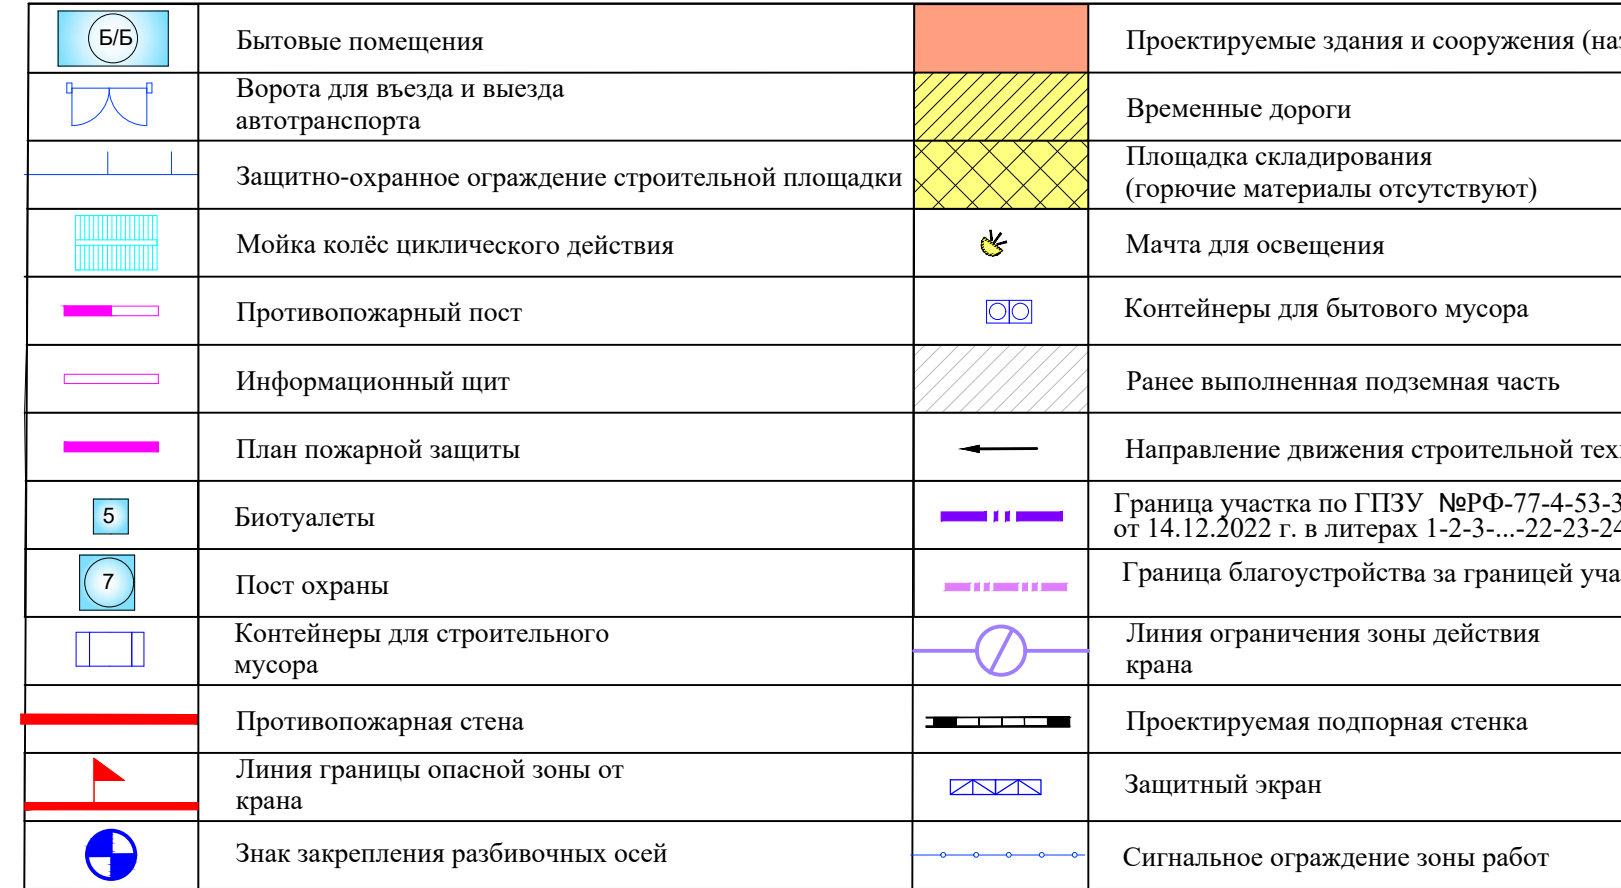 Б/Б
Бытовые помещения
Проектируемые здания и сооружения
Ворота для въезда и выезда
автотранспорта
Временные дороги
Защитно-охранное ограждение строительной площадки
Площадка складирования
(горючие материалы отсутствуют)
Мойка колёс циклического действия
Мачта для освещения
Противопожарный пост
Контейнеры для бытового мусора
Информационный щит
Ранее выполненная подземная часть
План пожарной защиты
Направление движения строительной
5
Биотуалеты
Граница участка по ГПЗУ №РФ-77-4-53-3
от 14.12.2022 г. в литерах 1-2-3-...-22-23-24
7
Пост охраны
Граница благоустройства за границей
Контейнеры для строительного
мусора
Линия ограничения зоны действия
крана
Противопожарная стена
Проектируемая подпорная стенка
Линия границы опасной зоны от
крана
Защитный экран
Знак закрепления разбивочных осей
Сигнальное ограждение зоны работ